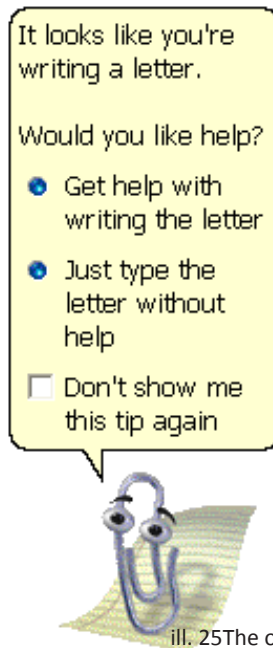 It looks like you're
writing a letter.
Would you like help?
Get help with
writing the letter
Just type the
letter without
help
Don't show me
this tip again
ill. 25The